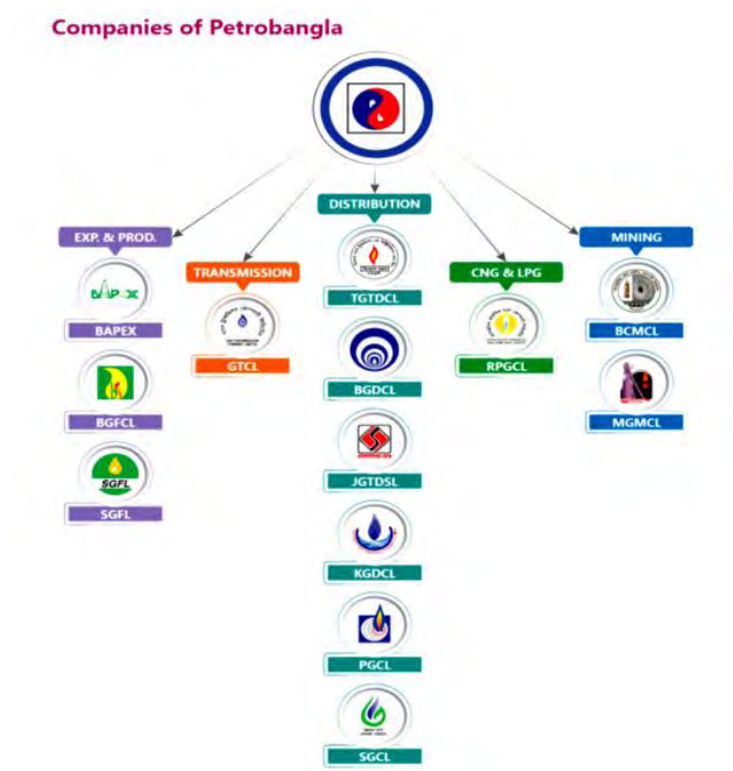 Companies of Petrobangla
DISTRIBUTION
EXP. & PROD.
MINING
TRANSMISSION
CNG & LPG
TGTDCL
BAPEX
BCMCL
GTCL
RPGCL
BGDCL
BGFCL
MGMCL
JGTDSL
SGFL
SGFL
KGDCL
PGCL
SGCL